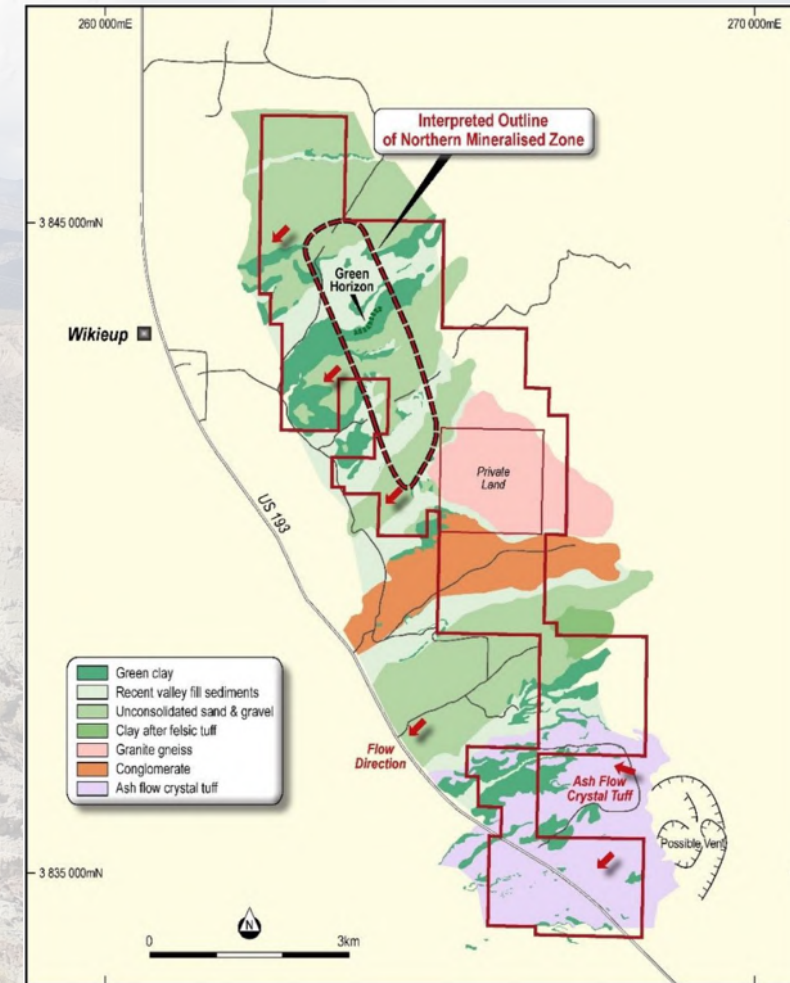 260 000mE
270 000mE
Interpreted Outline
of Northern Mineralised Zone
3 845 000mN
Green
Horizon
Wikieup
Private
Land
US 193
Green clay
Recent valley fill sediments
Unconsolidated sand & gravel
Clay after felsic tuff
Granite gneiss
Conglomerate
Ash flow crystal tuff
Flow
Direction
Ash Flow
Crystal Tuff
Possible Vent
3 835 000mN
N
0
3km